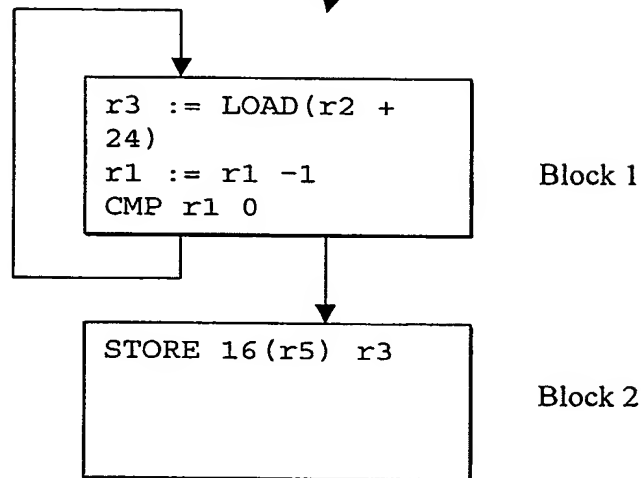 r3 := LOAD(r2 +
24)
r1 := r1 -1
CMP r1 0
Block 1
STORE 16(r5) r3
Block 2